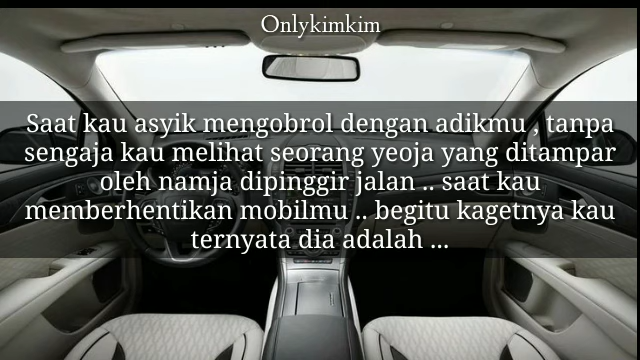 Onlykimkim
Saat kau asyik mengobrol dengan adikmu , tanpa
sengaja kau melihat seorang yeoja yang ditampar
oleh namja dipinggir jalan .. saat kau
memberhentikan mobilmu .. begitu kagetnya kau
ternyata dia adalah ...